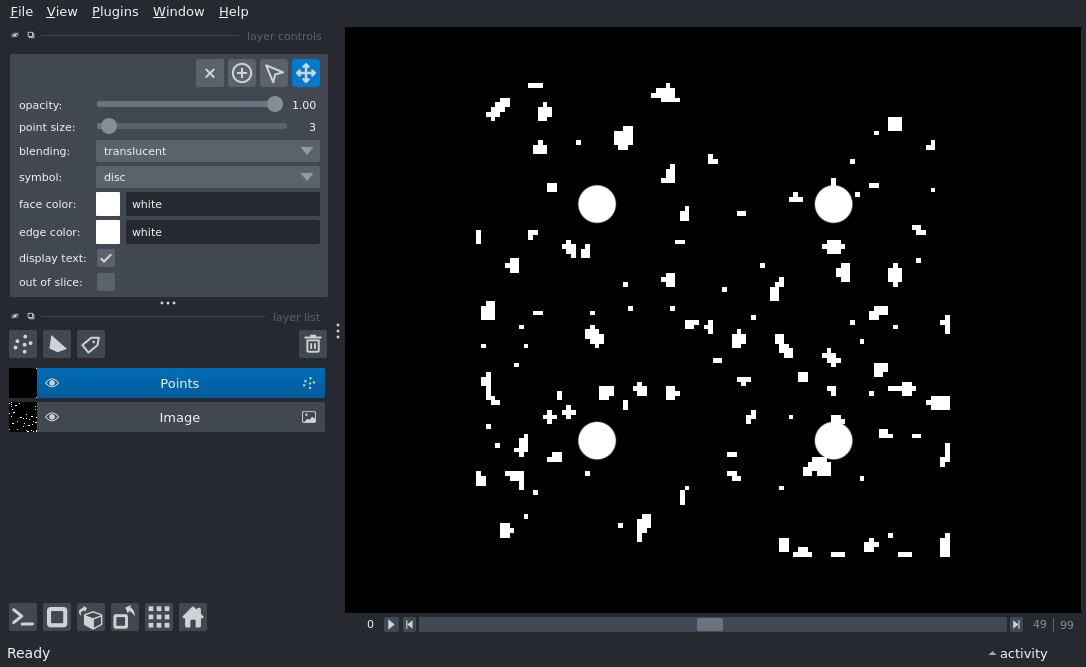 File View Plugins Window Help
layer controls
opacity: 1.00
point size: 3
blending: translucent
symbol: disc
face color: white
edge color: white
display text:
out of slice:
layer list
Points
Image
0 49 99
Ready activity